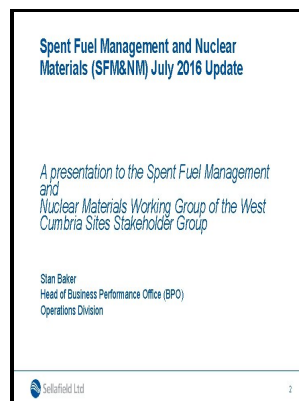 Spent Fuel Management and Nuclear
Materials (SFM&NM) July 2016 Update
A presentation to the Spent Fuel Management
and
Nuclear Materials Working Group of the West
Cumbria Sites Stakeholder Group
Stan Baker
Head of Business Performance Office (BPO)
Operations Division
Sellafield Ltd
2